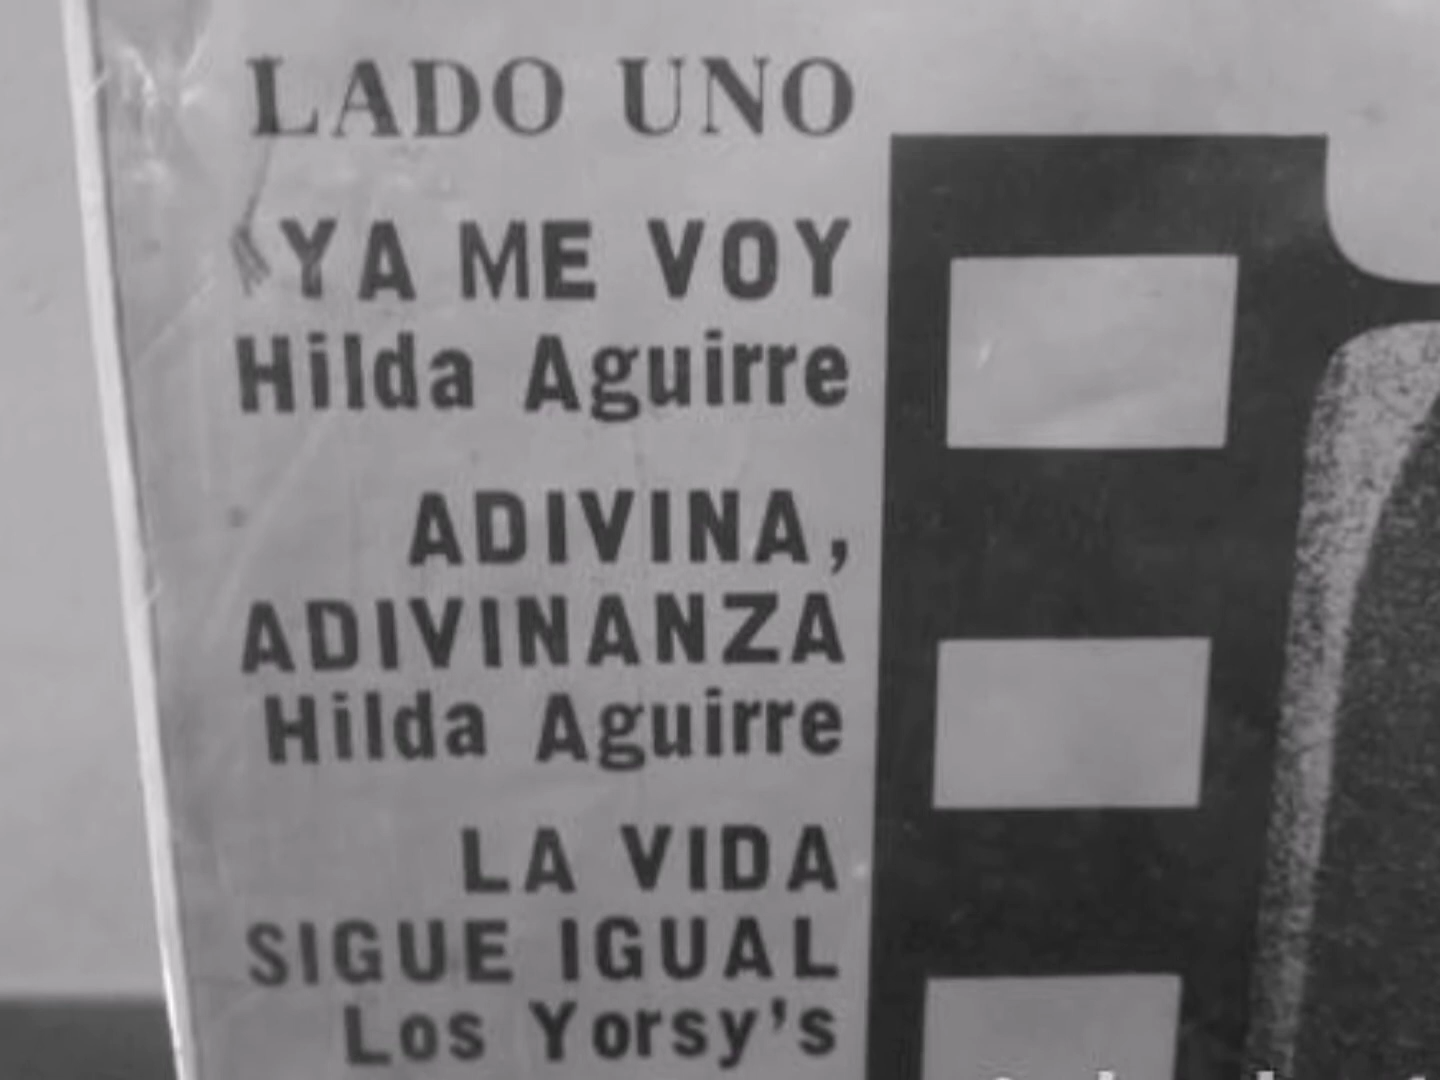 LADO UNO
YA ME VOY
Hilda Aguirre
ADIVINA,
ADIVINANZA
Hilda Aguirre
LA VIDA
SIGUE IGUAL
Los Yorsy's